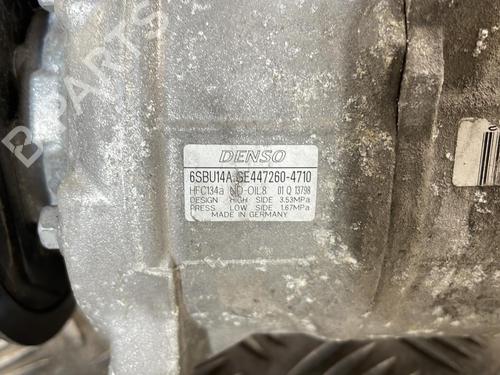 B-PARTS
DENSO
6SBU14A GE447260-4710
HFC134a ND-OIL8 01 Q 13798
DESIGN HIGH SIDE 3.53MPa
PRESS LOW SIDE 1.67MPa
MADE IN GERMANY